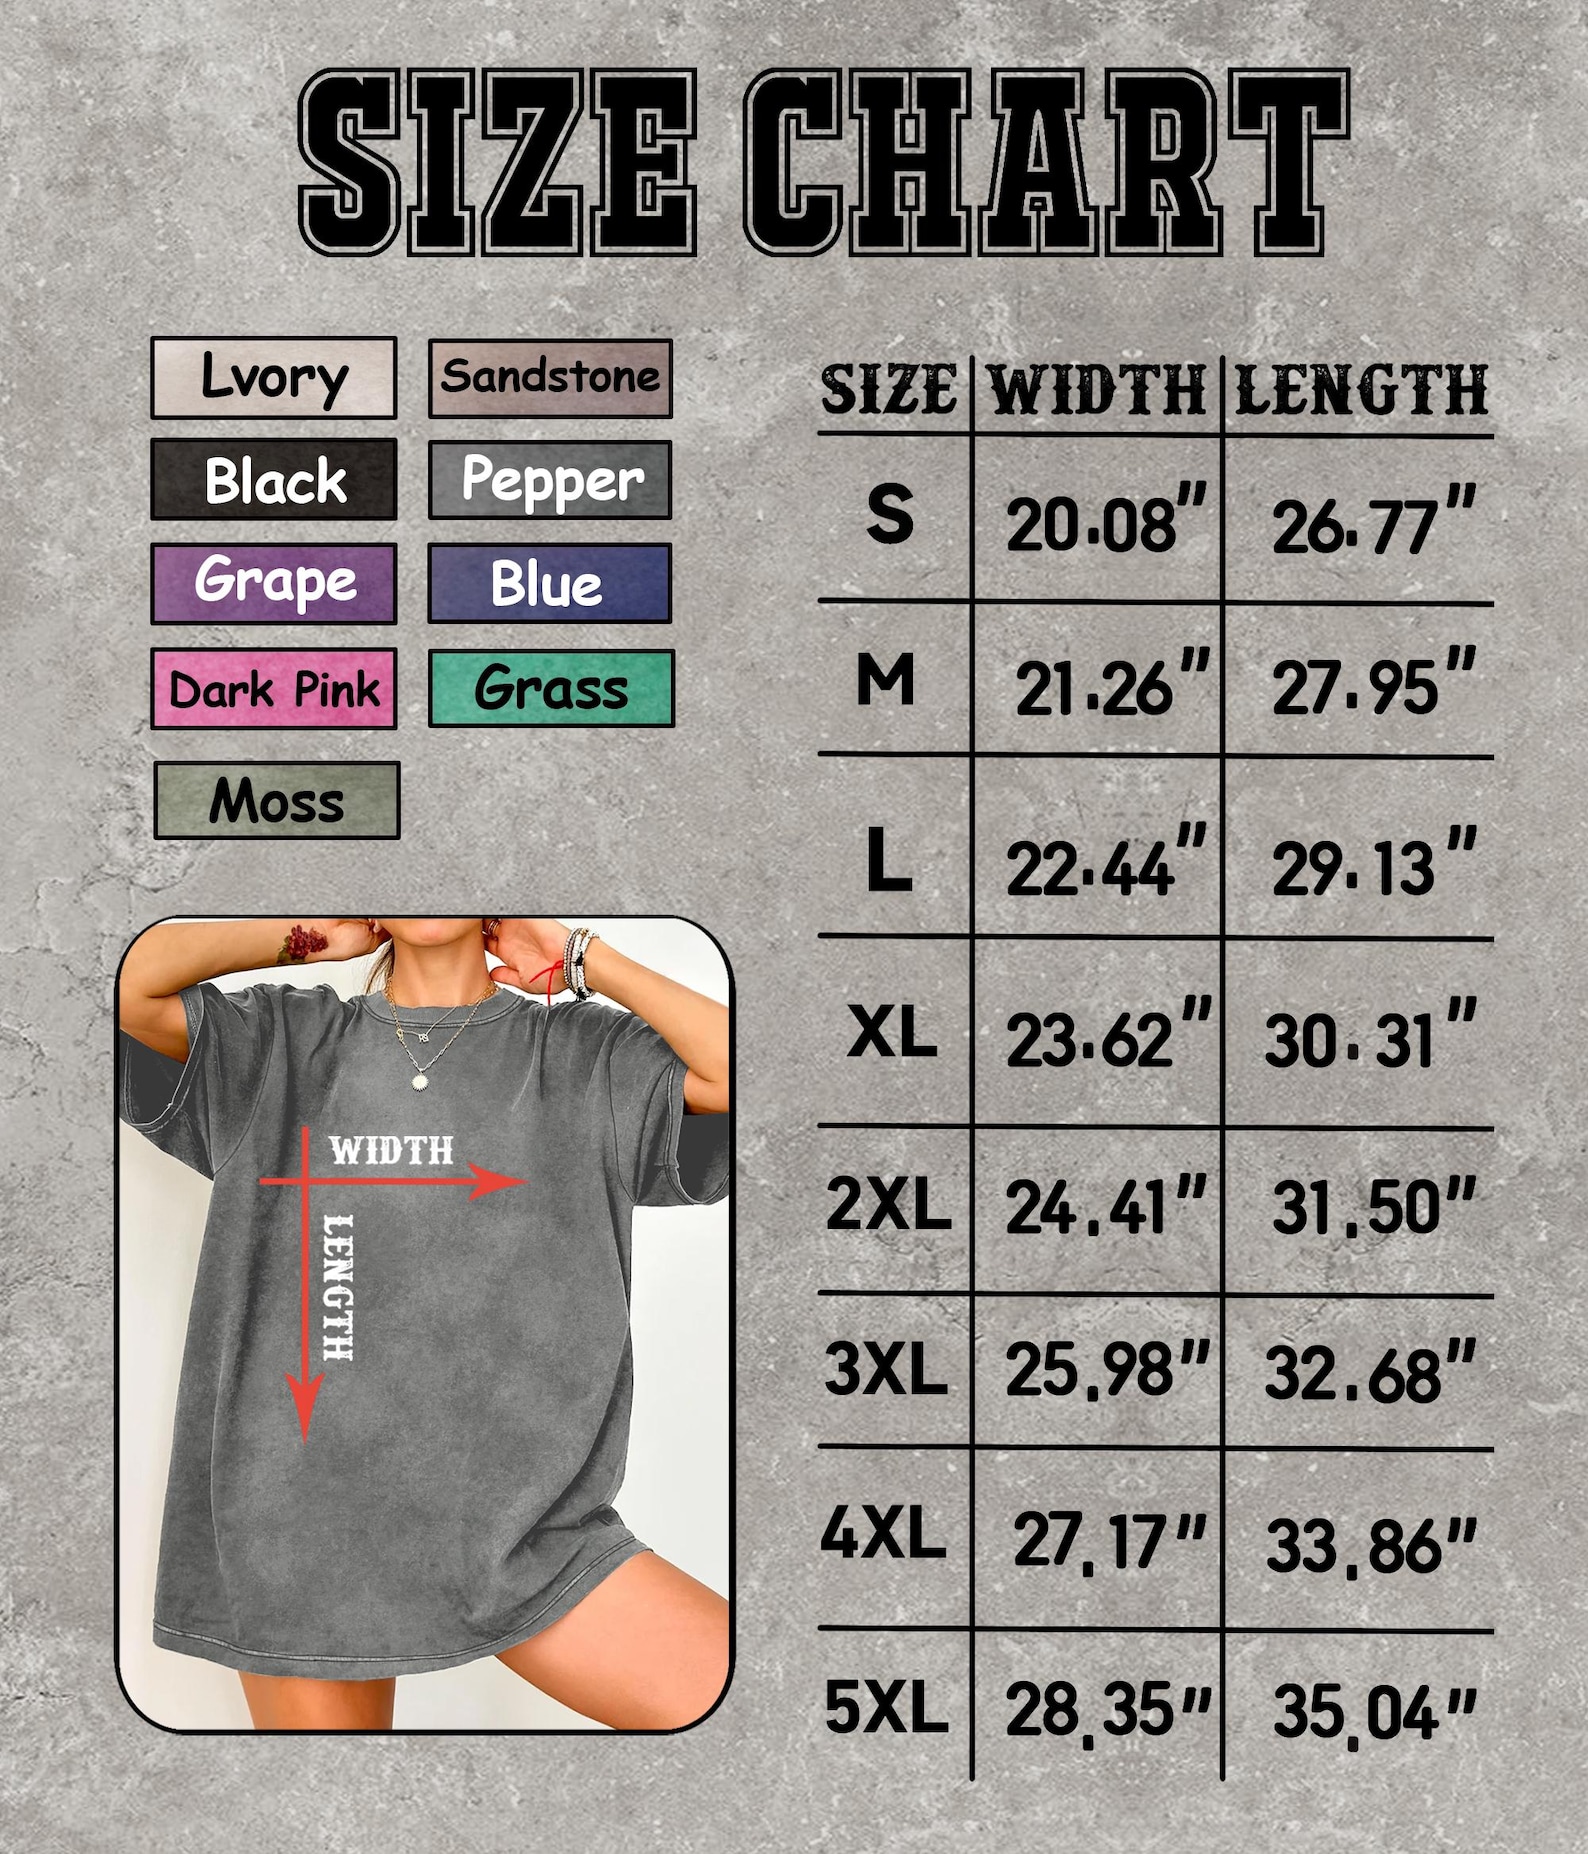 SIZE CHART
Lvory
Sandstone
Black
Pepper
Grape
Blue
Dark Pink
Grass
Moss
WIDTH
LENGTH
SIZE WIDTH LENGTH
S 20.08" 26.77"
M 21.26" 27.95"
L 22.44" 29.13"
XL 23.62" 30.31"
2XL 24.41" 31.50"
3XL 25.98" 32.68"
4XL 27.17" 33.86"
5XL 28.35" 35.04"